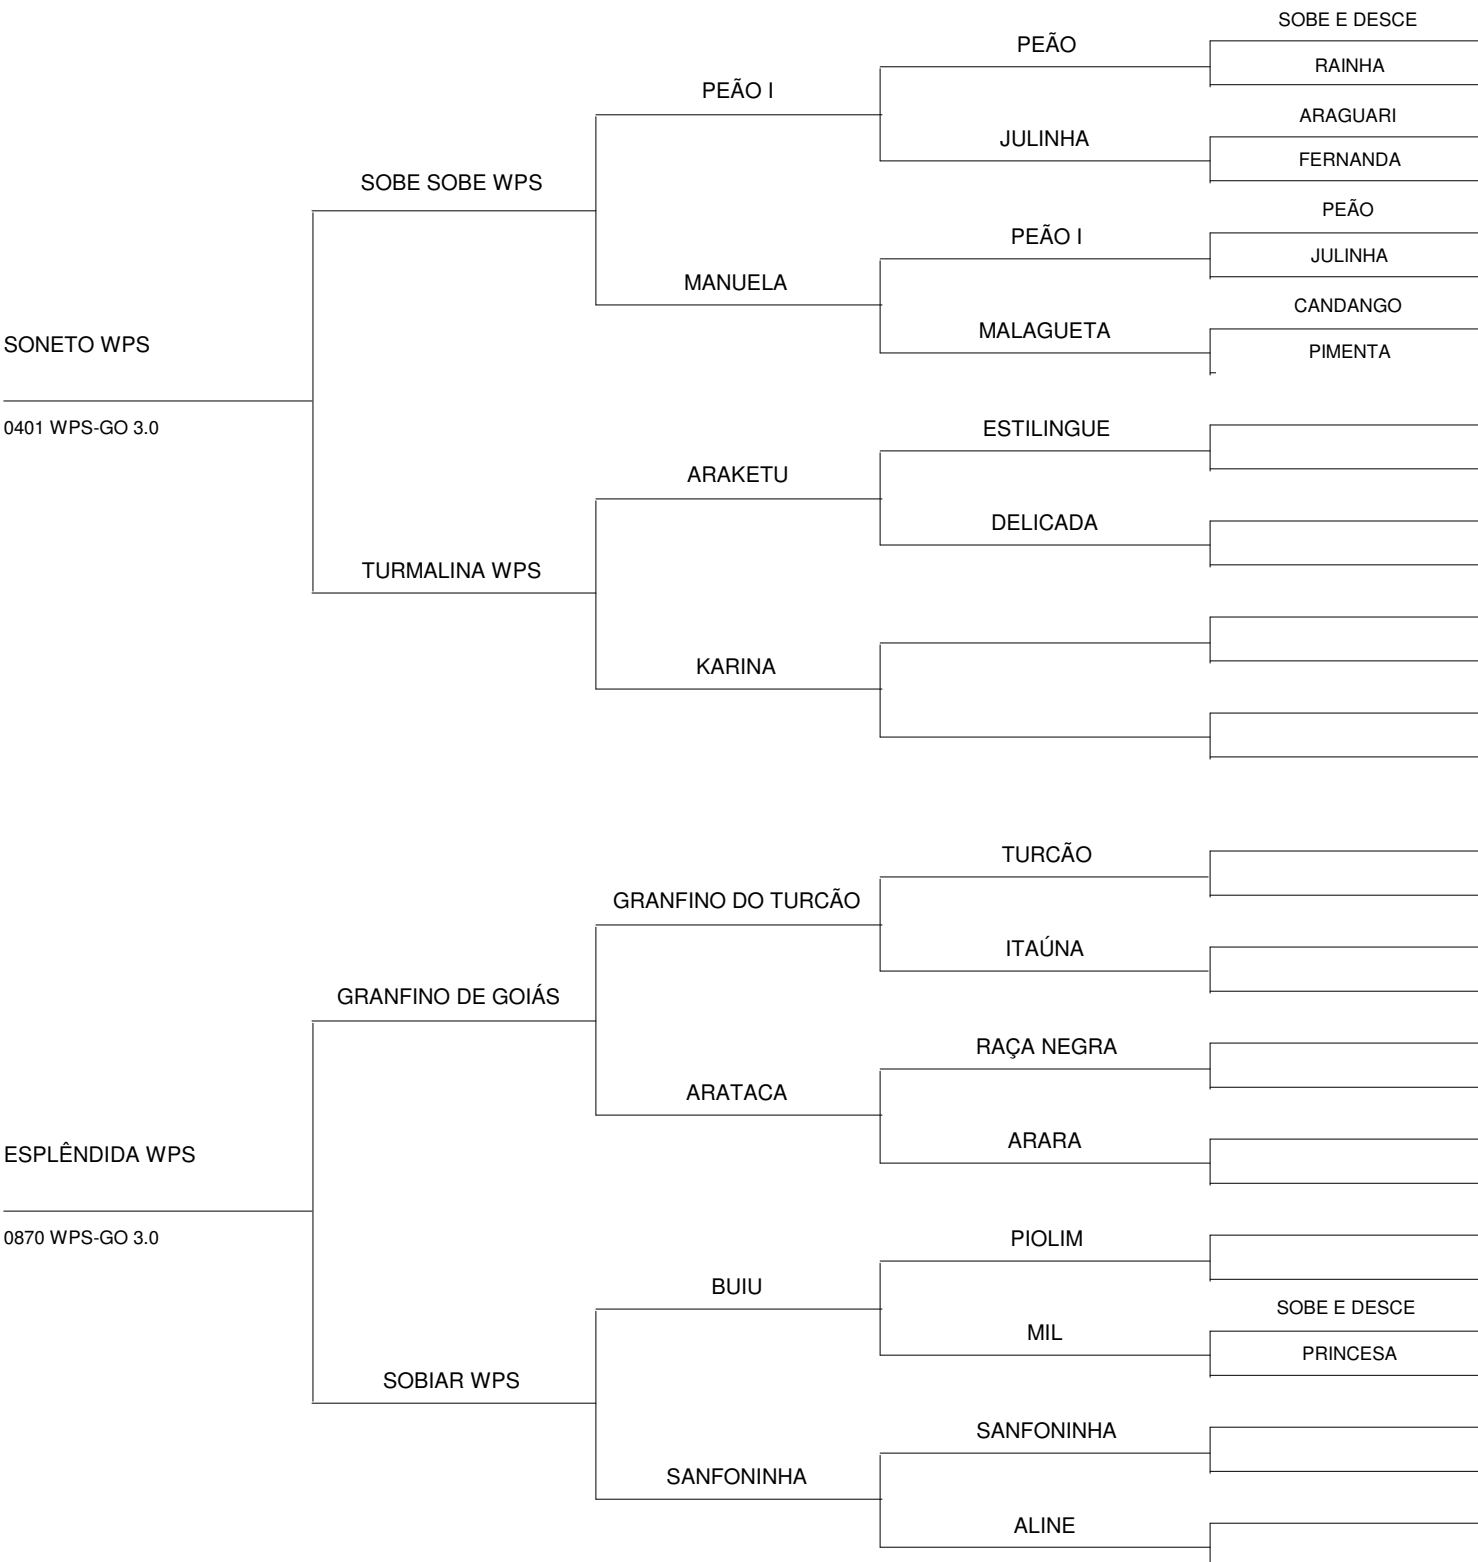 SOBE E DESCE
PEÃO
RAINHA
PEÃO I
ARAGUARI
JULINHA
FERNANDA
SOBE SOBE WPS
PEÃO
PEÃO I
JULINHA
MANUELA
CANDANGO
MALAGUETA
SONETO WPS
PIMENTA
0401 WPS-GO 3.0
ESTILINGUE
ARAKETU
DELICADA
TURMALINA WPS
KARINA
TURCÃO
GRANFINO DO TURCÃO
ITAÚNA
GRANFINO DE GOIÁS
RAÇA NEGRA
ARATACA
ARARA
ESPLÊNDIDA WPS
0870 WPS-GO 3.0
PIOLIM
BUIU
SOBE E DESCE
MIL
PRINCESA
SOBIAR WPS
SANFONINHA
SANFONINHA
ALINE